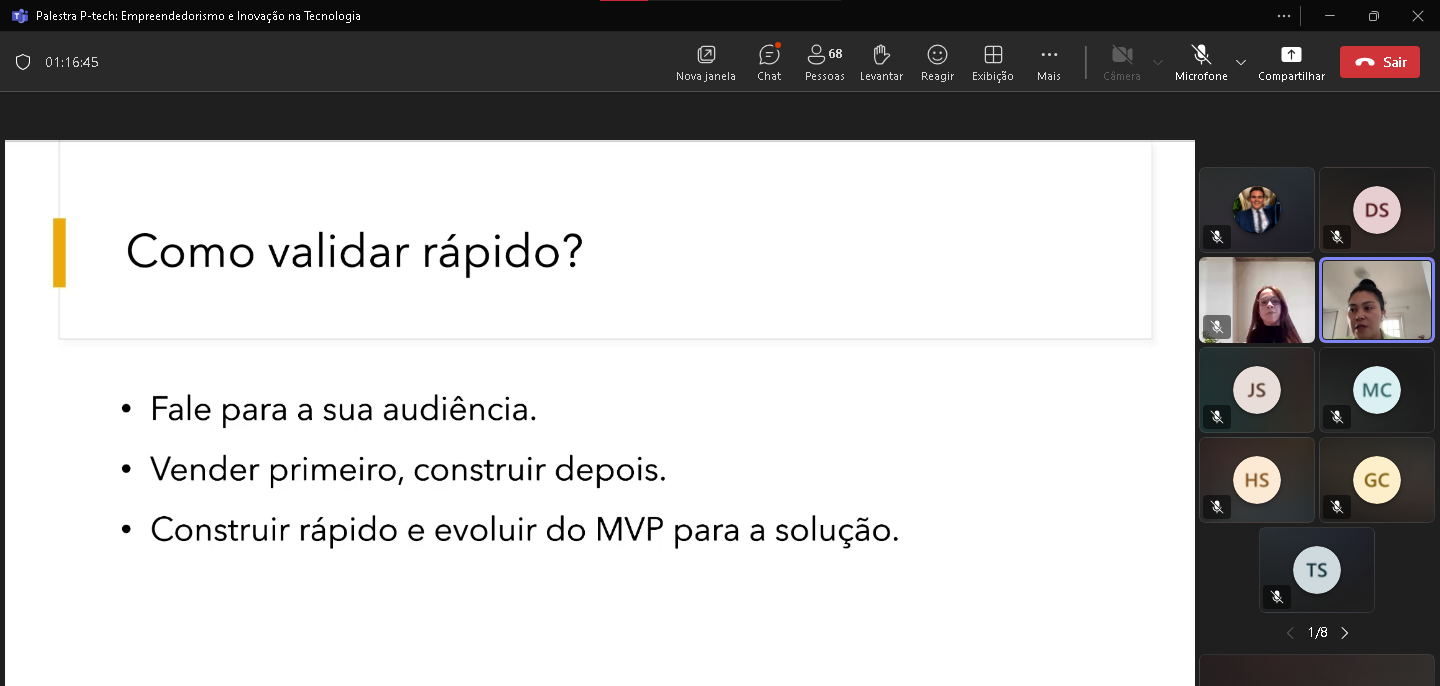 Palestra P-tech: Empreendedorismo e Inovação na Tecnologia
01:16:45
Nova janela
Chat
68
Pessoas
Levantar
Reagir
Exibição
Mais
Câmera
Microfone
Compartilhar
Sair
Como validar rápido?
• Fale para a sua audiência.
• Vender primeiro, construir depois.
• Construir rápido e evoluir do MVP para a solução.
DS
JS
MC
HS
GC
TS
1/8